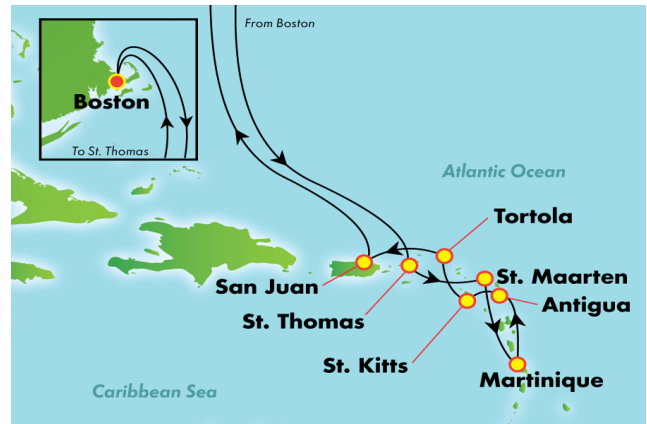 From Boston
Boston
To St. Thomas
Atlantic Ocean
Tortola
San Juan
St. Maarten
St. Thomas
Antigua
St. Kitts
Martinique
Caribbean Sea